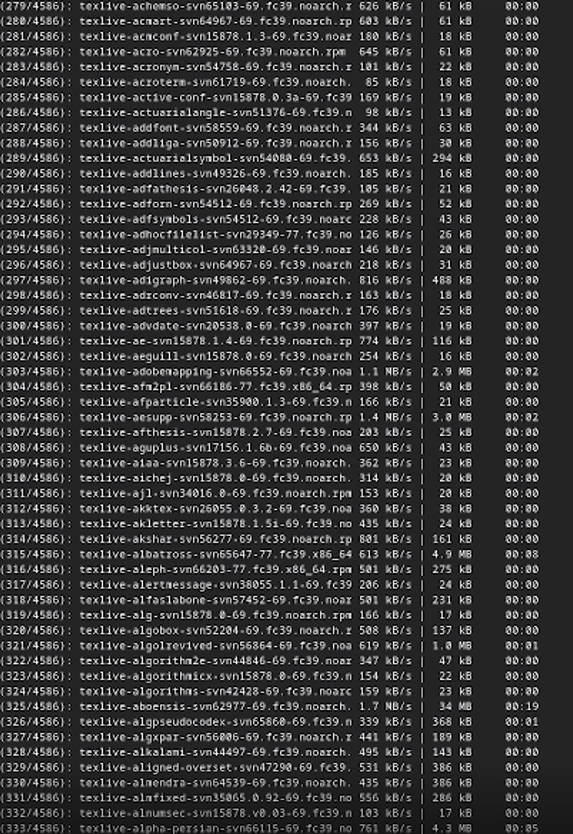 (279/4586): texlive-achemso-svn65103-69.fc39.noarch.r 626 kB/s | 61 kB 00:00
(280/4586): texlive-acmart-svn64967-69.fc39.noarch.rp 603 kB/s | 61 kB 00:00
(281/4586): texlive-acmconf-svn15878.1.3-69.fc39.noar 180 kB/s | 18 kB 00:00
(282/4586): texlive-acro-svn62925-69.fc39.noarch.rpm 645 kB/s | 61 kB 00:00
(283/4586): texlive-acronym-svn54758-69.fc39.noarch.r 101 kB/s | 22 kB 00:00
(284/4586): texlive-acroterm-svn61719-69.fc39.noarch. 85 kB/s | 18 kB 00:00
(285/4586): texlive-active-conf-svn15878.0.3a-69.fc39 169 kB/s | 19 kB 00:00
(286/4586): texlive-actuarialangle-svn51376-69.fc39.n 98 kB/s | 13 kB 00:00
(287/4586): texlive-addfont-svn58559-69.fc39.noarch.r 344 kB/s | 63 kB 00:00
(288/4586): texlive-addliga-svn50912-69.fc39.noarch.r 156 kB/s | 30 kB 00:00
(289/4586): texlive-actuarialsymbol-svn54080-69.fc39. 653 kB/s | 294 kB 00:00
(290/4586): texlive-addlines-svn49326-69.fc39.noarch. 185 kB/s | 16 kB 00:00
(291/4586): texlive-adfathesis-svn26048.2.42-69.fc39. 105 kB/s | 21 kB 00:00
(292/4586): texlive-adforn-svn54512-69.fc39.noarch.rp 269 kB/s | 52 kB 00:00
(293/4586): texlive-adfsymbols-svn54512-69.fc39.noarc 228 kB/s | 43 kB 00:00
(294/4586): texlive-adhocfilelist-svn29349-77.fc39.no 126 kB/s | 26 kB 00:00
(295/4586): texlive-adjmulticol-svn63320-69.fc39.noar 146 kB/s | 20 kB 00:00
(296/4586): texlive-adjustbox-svn64967-69.fc39.noarch 218 kB/s | 31 kB 00:00
(297/4586): texlive-adigraph-svn49862-69.fc39.noarch. 816 kB/s | 488 kB 00:00
(298/4586): texlive-adrconv-svn46817-69.fc39.noarch.r 163 kB/s | 18 kB 00:00
(299/4586): texlive-adtrees-svn51618-69.fc39.noarch.r 176 kB/s | 25 kB 00:00
(300/4586): texlive-advdate-svn20538.0-69.fc39.noarch 397 kB/s | 19 kB 00:00
(301/4586): texlive-ae-svn15878.1.4-69.fc39.noarch.rp 774 kB/s | 116 kB 00:00
(302/4586): texlive-aeguill-svn15878.0-69.fc39.noarch 254 kB/s | 16 kB 00:00
(303/4586): texlive-adobemapping-svn66552-69.fc39.noa 1.1 MB/s | 2.9 MB 00:02
(304/4586): texlive-afm2pl-svn66186-77.fc39.x86_64.rp 398 kB/s | 50 kB 00:00
(305/4586): texlive-afparticle-svn35900.1.3-69.fc39.n 166 kB/s | 21 kB 00:00
(306/4586): texlive-aesupp-svn58253-69.fc39.noarch.rp 1.4 MB/s | 3.0 MB 00:02
(307/4586): texlive-afthesis-svn15878.2.7-69.fc39.noa 203 kB/s | 25 kB 00:00
(308/4586): texlive-aguplus-svn17156.1.6b-69.fc39.noa 650 kB/s | 43 kB 00:00
(309/4586): texlive-aiaa-svn15878.3.6-69.fc39.noarch. 362 kB/s | 23 kB 00:00
(310/4586): texlive-aichej-svn15878.0-69.fc39.noarch. 314 kB/s | 20 kB 00:00
(311/4586): texlive-ajl-svn34016.0-69.fc39.noarch.rpm 153 kB/s | 20 kB 00:00
(312/4586): texlive-akktex-svn26055.0.3.2-69.fc39.noa 360 kB/s | 38 kB 00:00
(313/4586): texlive-akletter-svn15878.1.5i-69.fc39.no 435 kB/s | 24 kB 00:00
(314/4586): texlive-akshar-svn56277-69.fc39.noarch.rp 801 kB/s | 161 kB 00:00
(315/4586): texlive-albatross-svn65647-77.fc39.x86_64 613 kB/s | 4.9 MB 00:08
(316/4586): texlive-aleph-svn66203-77.fc39.x86_64.rpm 501 kB/s | 275 kB 00:00
(317/4586): texlive-alertmessage-svn38055.1.1-69.fc39 206 kB/s | 24 kB 00:00
(318/4586): texlive-alfaslabone-svn57452-69.fc39.noar 501 kB/s | 231 kB 00:00
(319/4586): texlive-alg-svn15878.0-69.fc39.noarch.rpm 166 kB/s | 17 kB 00:00
(320/4586): texlive-algobox-svn52204-69.fc39.noarch.r 508 kB/s | 137 kB 00:00
(321/4586): texlive-algolrevived-svn56864-69.fc39.noa 619 kB/s | 1.0 MB 00:01
(322/4586): texlive-algorithm2e-svn44846-69.fc39.noar 347 kB/s | 47 kB 00:00
(323/4586): texlive-algorithmicx-svn15878.0-69.fc39.n 154 kB/s | 22 kB 00:00
(324/4586): texlive-algorithms-svn42428-69.fc39.noarc 159 kB/s | 23 kB 00:00
(325/4586): texlive-aboensis-svn62977-69.fc39.noarch. 1.7 MB/s | 34 MB 00:19
(326/4586): texlive-algpseudocodex-svn65860-69.fc39.n 339 kB/s | 368 kB 00:01
(327/4586): texlive-algxpar-svn56006-69.fc39.noarch.r 441 kB/s | 189 kB 00:00
(328/4586): texlive-alkalami-svn44497-69.fc39.noarch. 495 kB/s | 143 kB 00:00
(329/4586): texlive-aligned-overset-svn47290-69.fc39. 531 kB/s | 386 kB 00:00
(330/4586): texlive-almendra-svn64539-69.fc39.noarch. 435 kB/s | 386 kB 00:00
(331/4586): texlive-almfixed-svn35065.0.92-69.fc39.no 556 kB/s | 286 kB 00:00
(332/4586): texlive-alnumsec-svn15878.v0.03-69.fc39.n 103 kB/s | 17 kB 00:00
(333/4586): texlive-alpha-persian-svn66115-69.fc39.no 761 kB/s | 4.3 MB 00:05